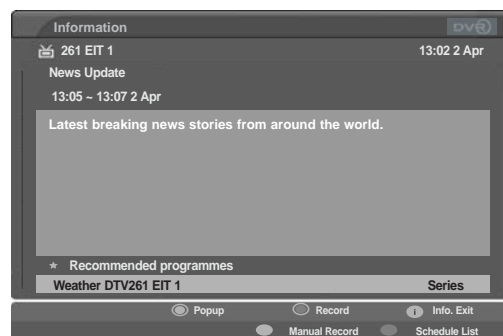 Information DVR
261 EIT 1 13:02 2 Apr
News Update
13:05 ~ 13:07 2 Apr
Latest breaking news stories from around the world.
★ Recommended programmes
Weather DTV261 EIT 1 Series
Popup Record i Info. Exit
Manual Record Schedule List